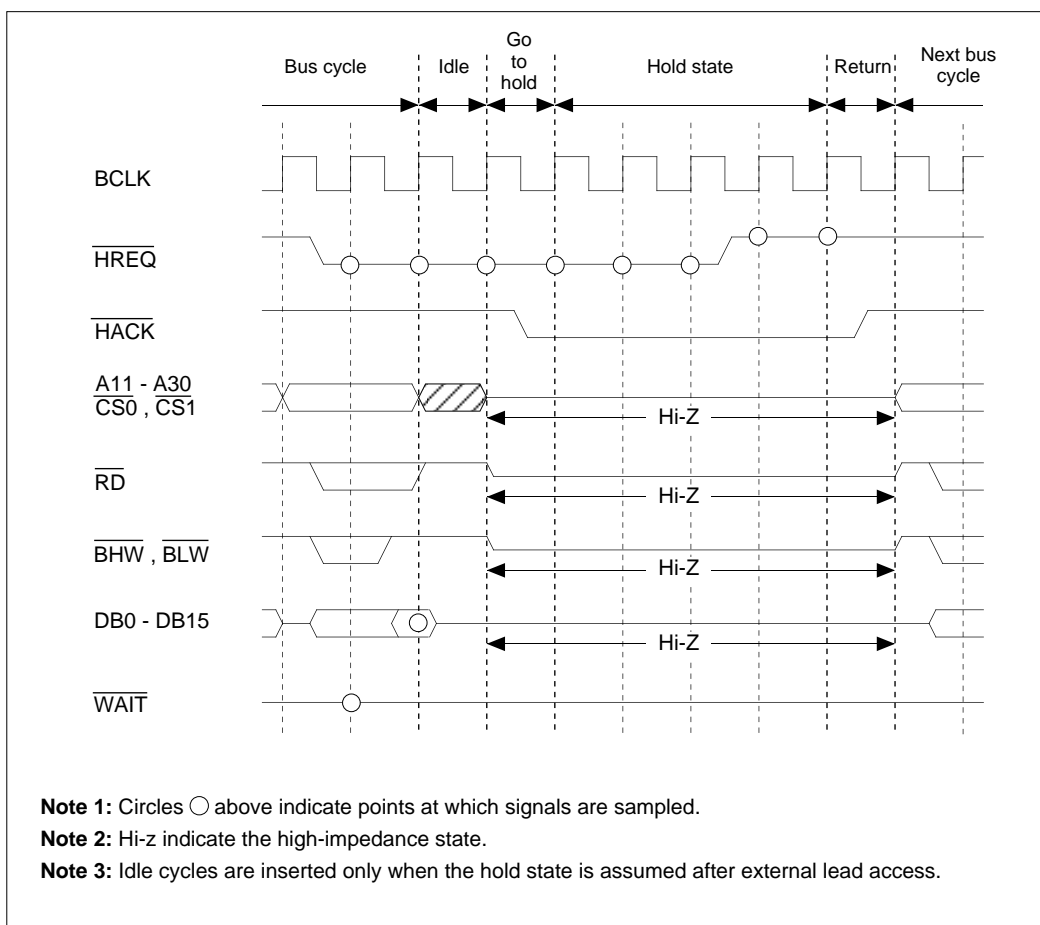 Bus cycle
Idle
Go
to
hold
Hold state
Return
Next bus
cycle
BCLK
HREQ
HACK
A11 - A30
CS0 , CS1
Hi-Z
RD
Hi-Z
BHW , BLW
Hi-Z
DB0 - DB15
Hi-Z
WAIT
Note 1: Circles ○ above indicate points at which signals are sampled.
Note 2: Hi-z indicate the high-impedance state.
Note 3: Idle cycles are inserted only when the hold state is assumed after external lead access.